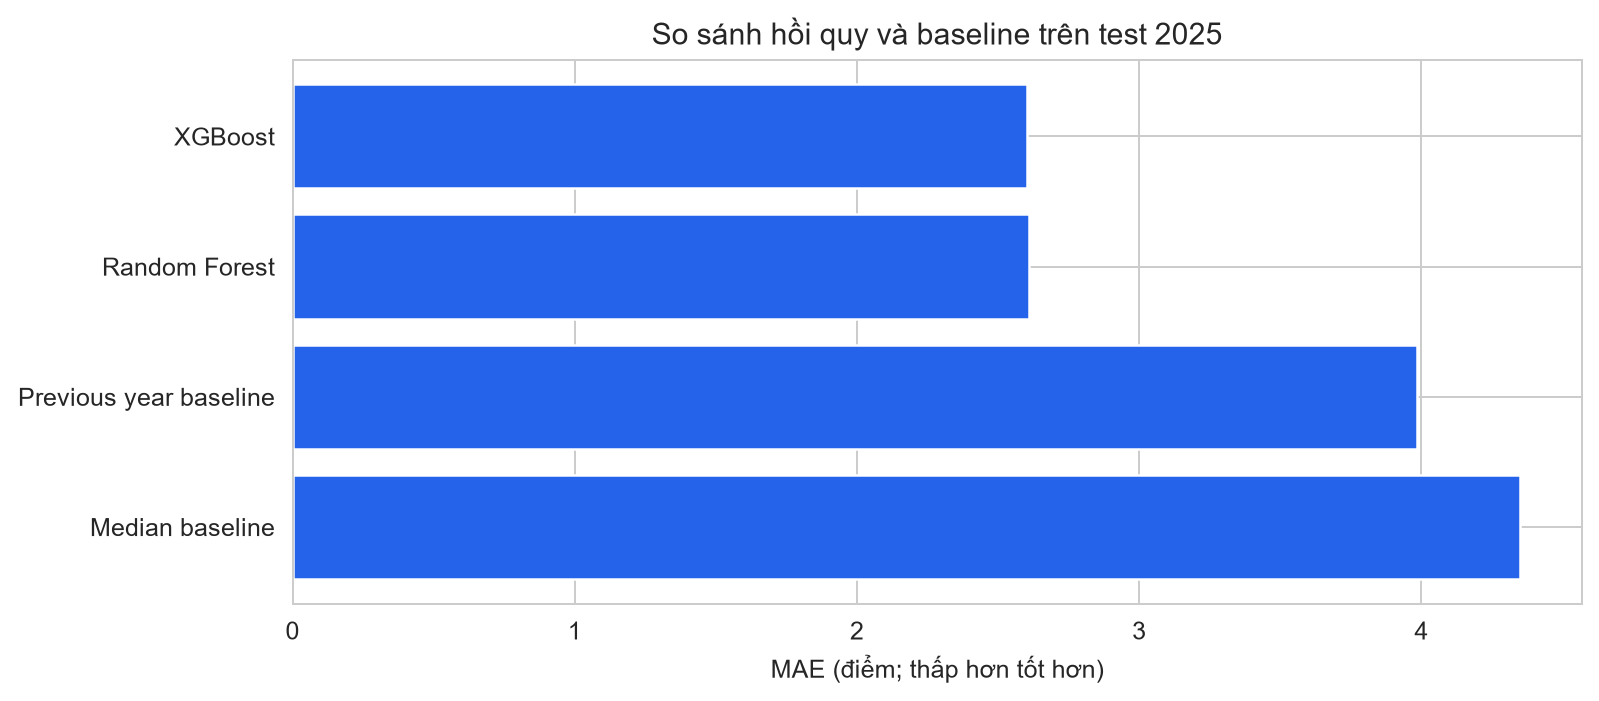 So sánh hồi quy và baseline trên test 2025
XGBoost
Random Forest
Previous year baseline
Median baseline
0 1 2 3 4
MAE (điểm; thấp hơn tốt hơn)